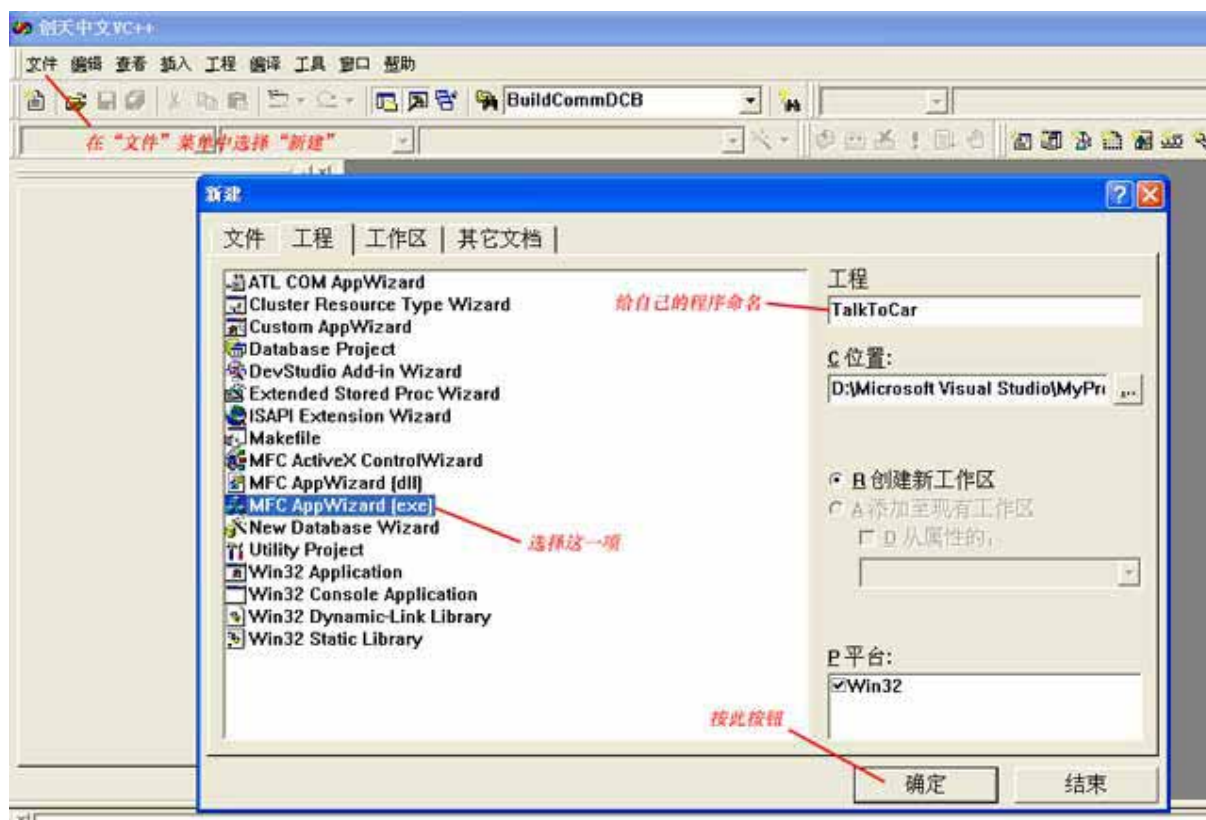 创天中文VC++
文件 编辑 查看 插入 工程 编译 工具 窗口 帮助
BuildCommDCB
在“文件”菜单中选择“新建”
新建
文件 工程 工作区 其它文档
ATL COM AppWizard
Cluster Resource Type Wizard
Custom AppWizard
Database Project
DevStudio Add-in Wizard
Extended Stored Proc Wizard
ISAPI Extension Wizard
Makefile
MFC ActiveX ControlWizard
MFC AppWizard (dll)
MFC AppWizard (exe)
New Database Wizard
Utility Project
Win32 Application
Win32 Console Application
Win32 Dynamic-Link Library
Win32 Static Library
给自己的程序命名
选择这一项
工程
TalkToCar
C位置:
D:\Microsoft Visual Studio\MyPr
...
R创建新工作区
A添加至现有工作区
D从属性的:
P平台:
Win32
按此按钮
确定 结束